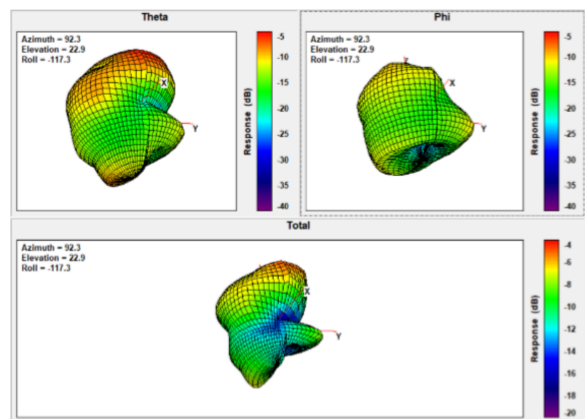 Theta
Azimuth = 92.3
Elevation = 22.9
Roll = -117.3
X
Y
-5
-10
-15
-20
-25
-30
-35
-40
Response (dB)
Phi
Azimuth = 92.3
Elevation = 22.9
Roll = -117.3
Z
X
Y
-5
-10
-15
-20
-25
-30
-35
-40
Response (dB)
Total
Azimuth = 92.3
Elevation = 22.9
Roll = -117.3
X
Y
-4
-6
-8
-10
-12
-14
-16
-18
-20
Response (dB)